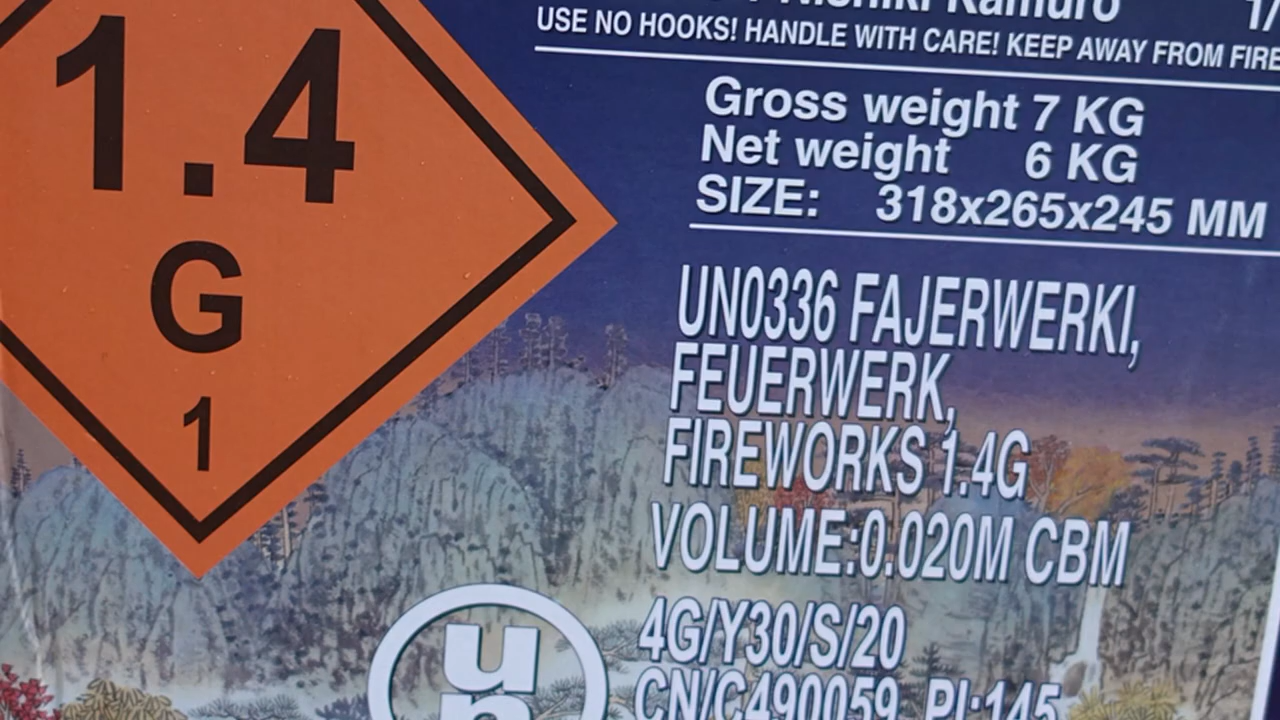 Nishiki Kamuro 1/
USE NO HOOKS! HANDLE WITH CARE! KEEP AWAY FROM FIRE
1.4
G
1
Gross weight 7 KG
Net weight 6 KG
SIZE: 318x265x245 MM
UN0336 FAJERWERKI,
FEUERWERK,
FIREWORKS 1.4G
VOLUME:0.020M CBM
un
4G/Y30/S/20
CN/C490059 PI:145